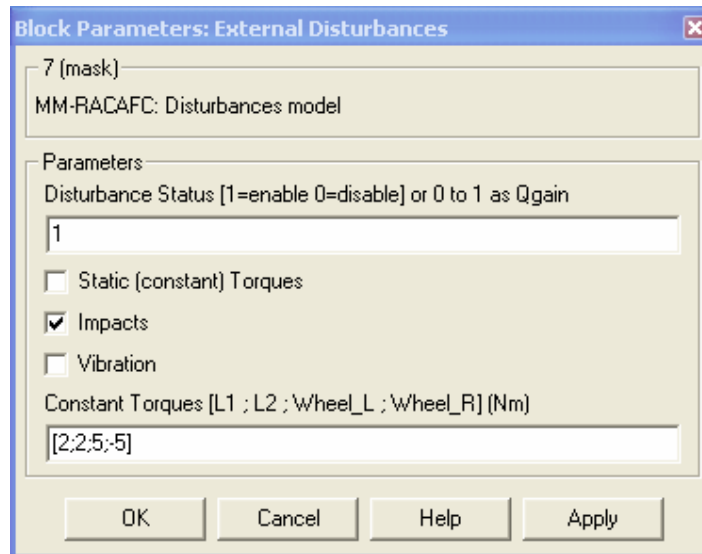 Block Parameters: External Disturbances
7 (mask)
MM-RACAFC: Disturbances model
Parameters
Disturbance Status [1=enable 0=disable] or 0 to 1 as Qgain
1
Static (constant) Torques
Impacts
Vibration
Constant Torques [L1 ; L2 ; Wheel_L ; Wheel_R] (Nm)
[2;2;5;-5]
OK Cancel Help Apply